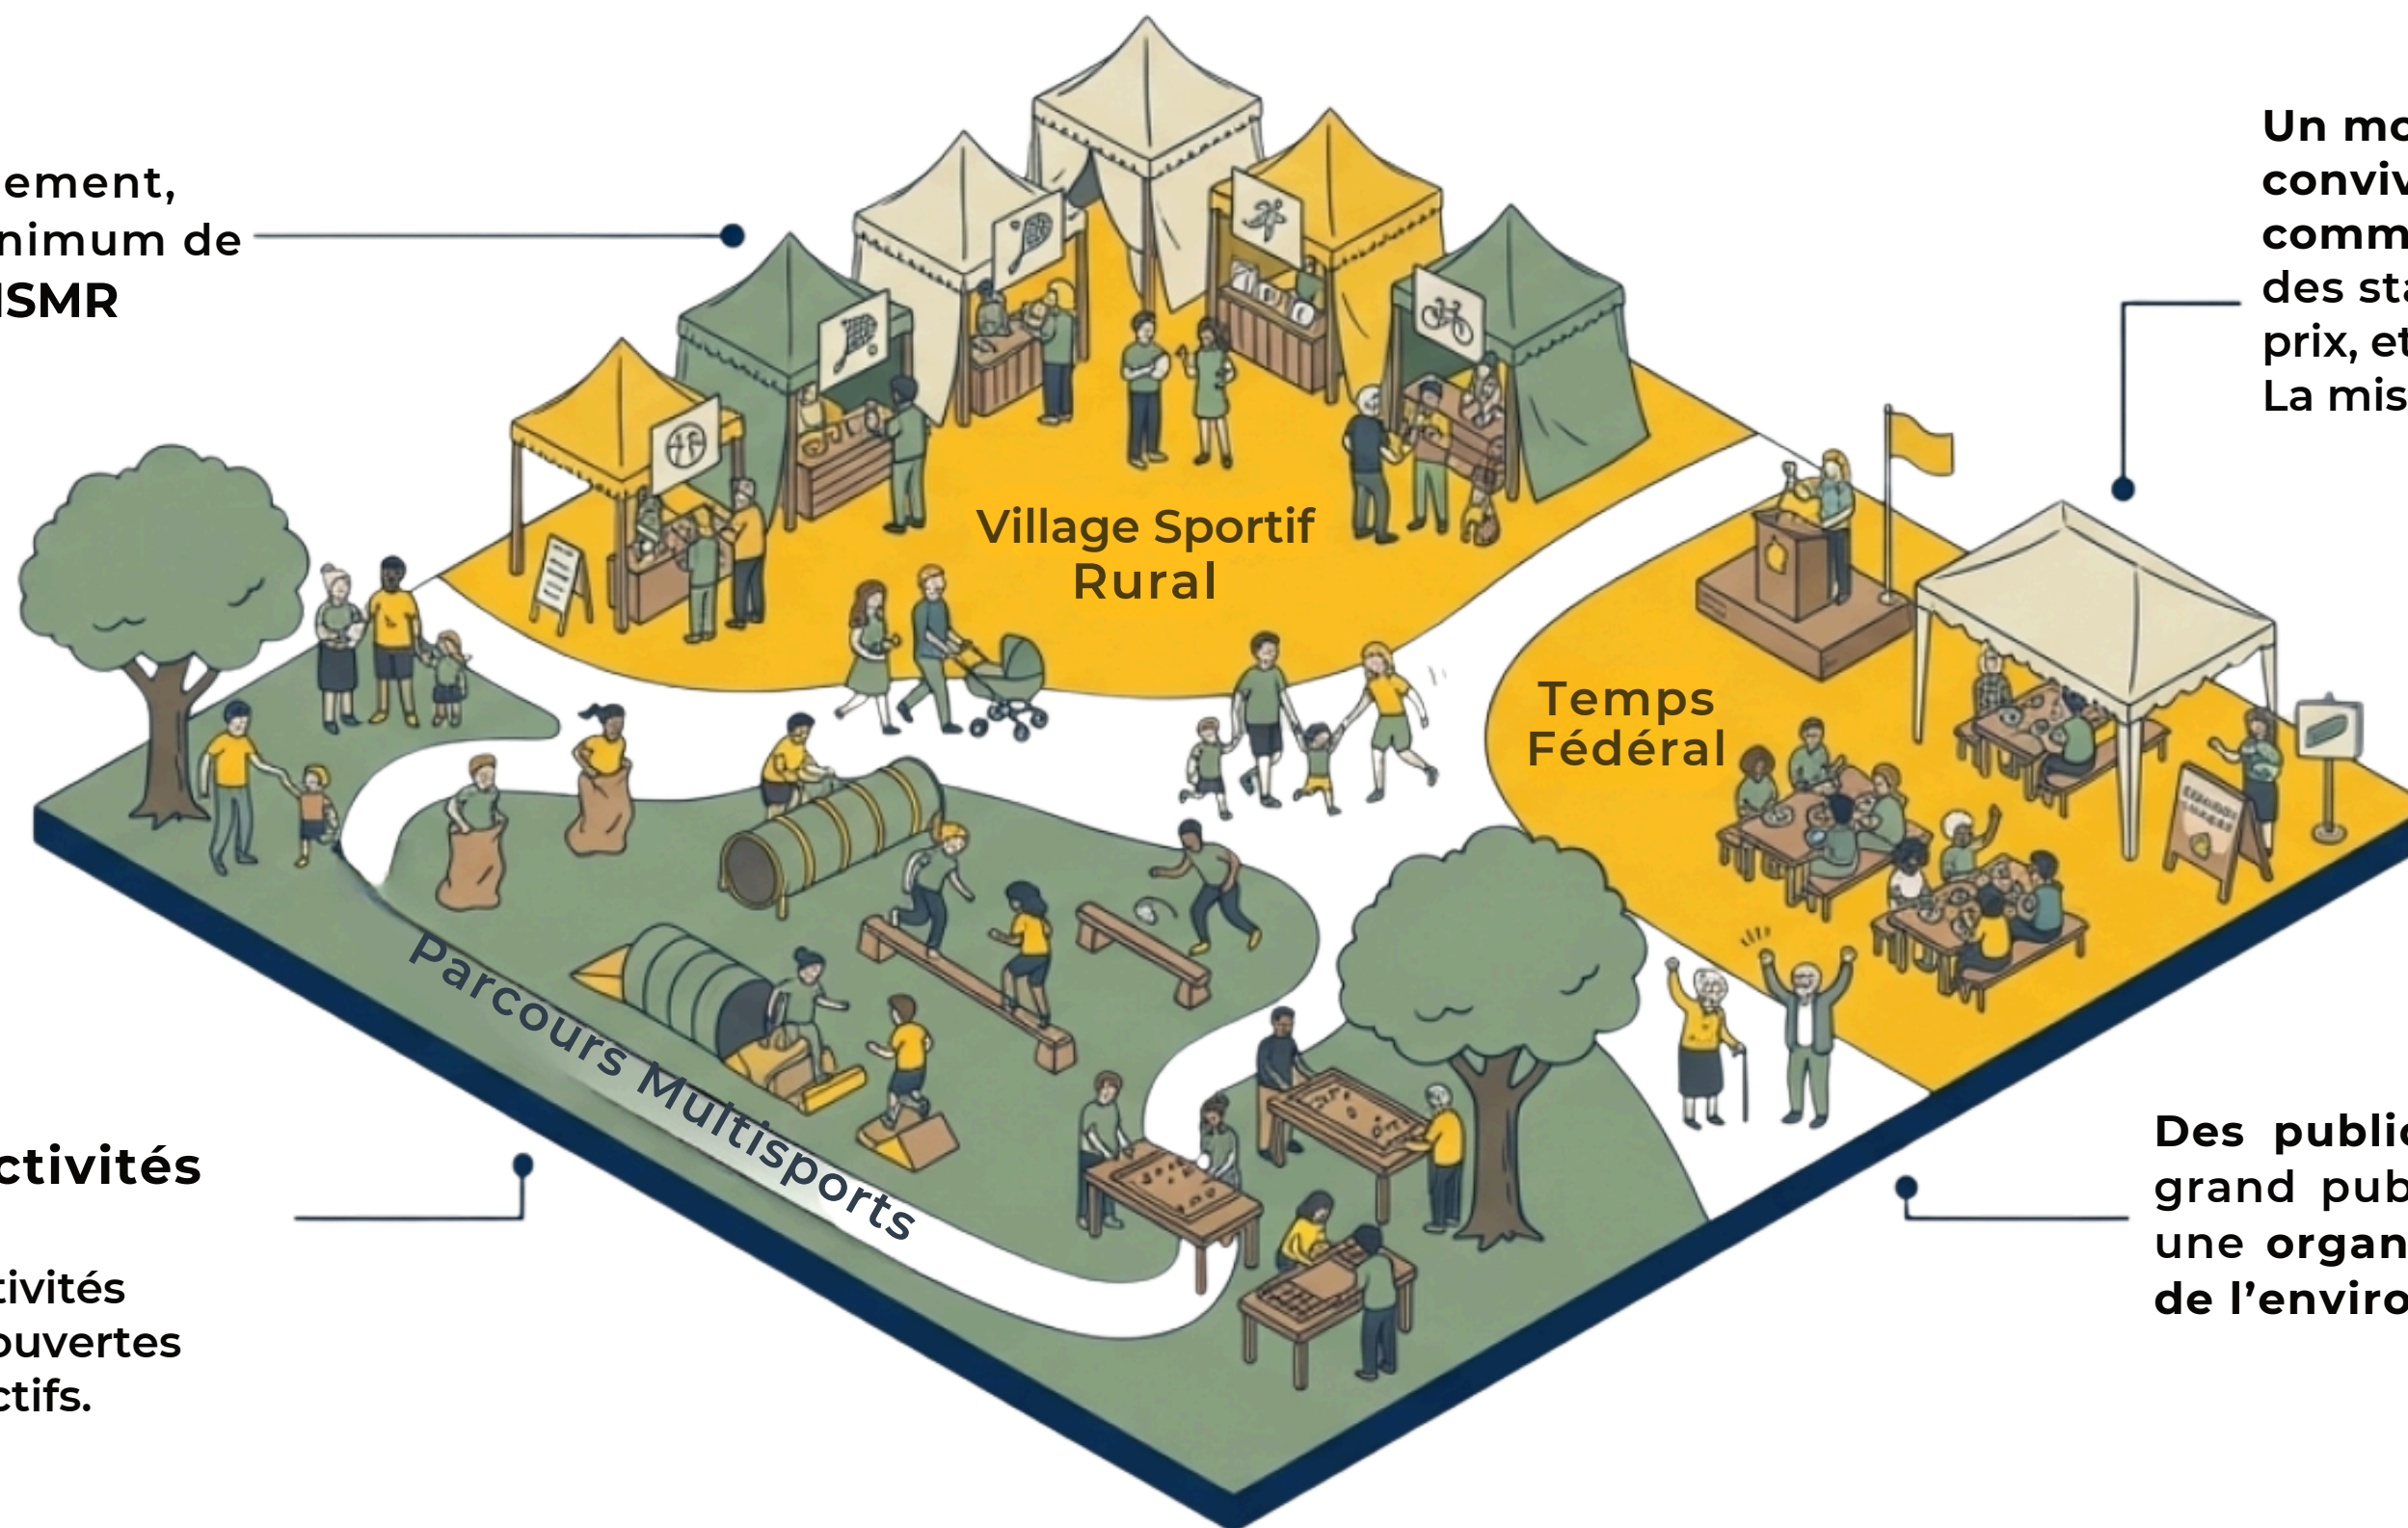 ement,
nimum de
SMR
Un mo
conviv
comm
des sta
prix, et
La mis
Village Sportif
Rural
Temps
Fédéral
Parcours Multisports
ctivités
tivités
ouvertes
ctifs.
Des public
grand pub
une organ
de l’enviro